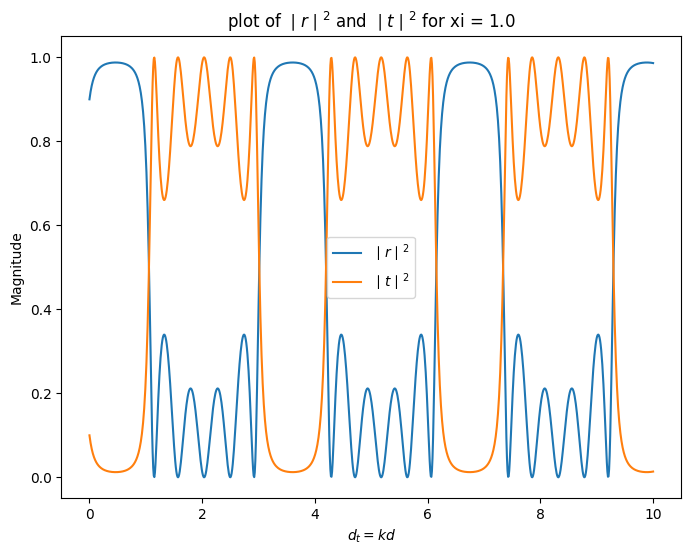 plot of | r |² and | t |² for xi = 1.0
Magnitude
1.0
0.8
0.6
0.4
0.2
0.0
| r |²
| t |²
0 2 4 6 8 10
dₜ = kd